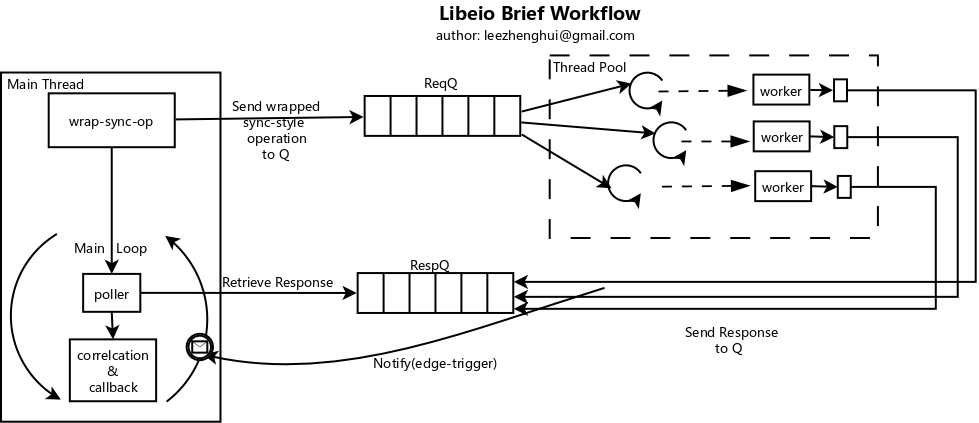 Libeio Brief Workflow
author: leezhenghui@gmail.com
Main Thread
wrap-sync-op
Send wrapped
sync-style
operation
to Q
ReqQ
Thread Pool
worker
worker
worker
Main Loop
poller
correlcation
&
callback
Retrieve Response
RespQ
Notify(edge-trigger)
Send Response
to Q